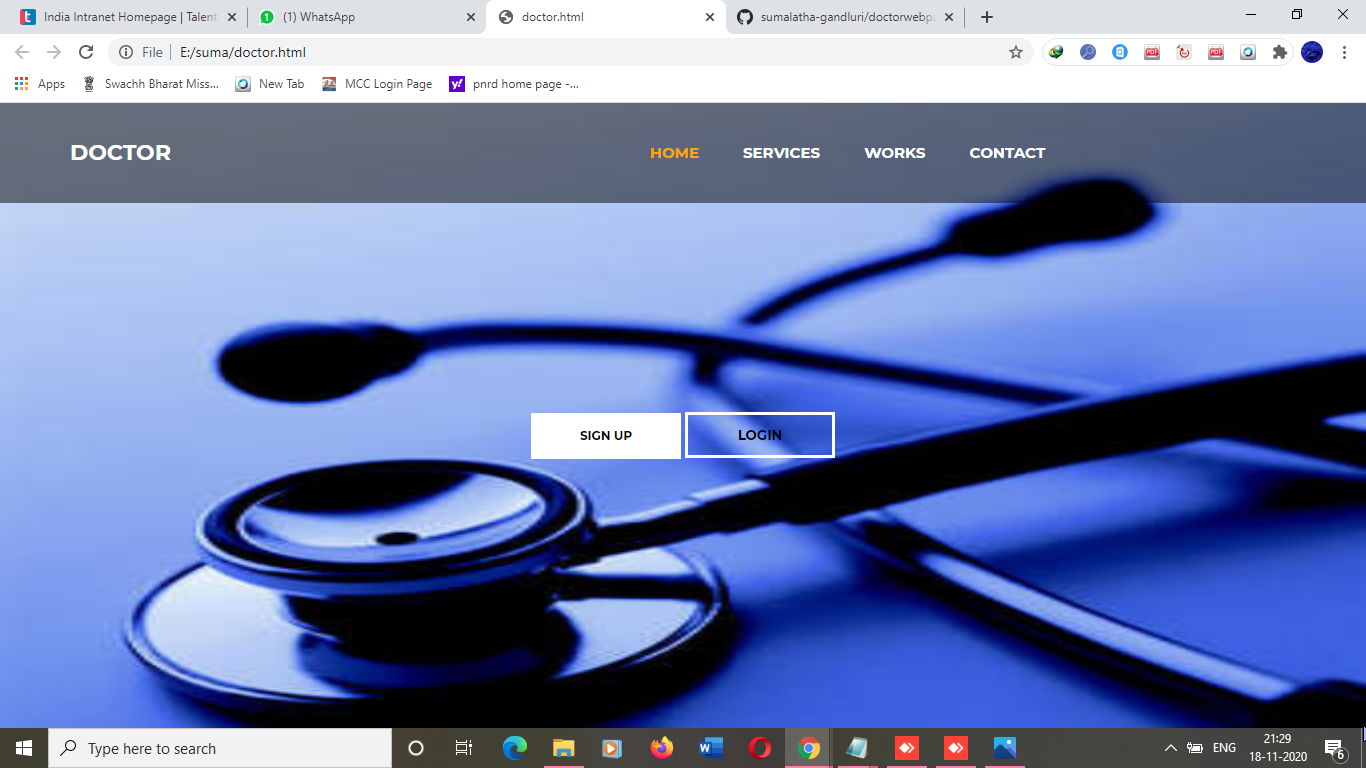 India Intranet Homepage | Talent
(1) WhatsApp
doctor.html
sumalatha-gandluri/doctorwebpa
File
E:/suma/doctor.html
Apps
Swachh Bharat Miss...
New Tab
MCC Login Page
pnrd home page -...
DOCTOR
HOME
SERVICES
WORKS
CONTACT
SIGN UP
LOGIN
Type here to search
ENG
21:29
18-11-2020
6